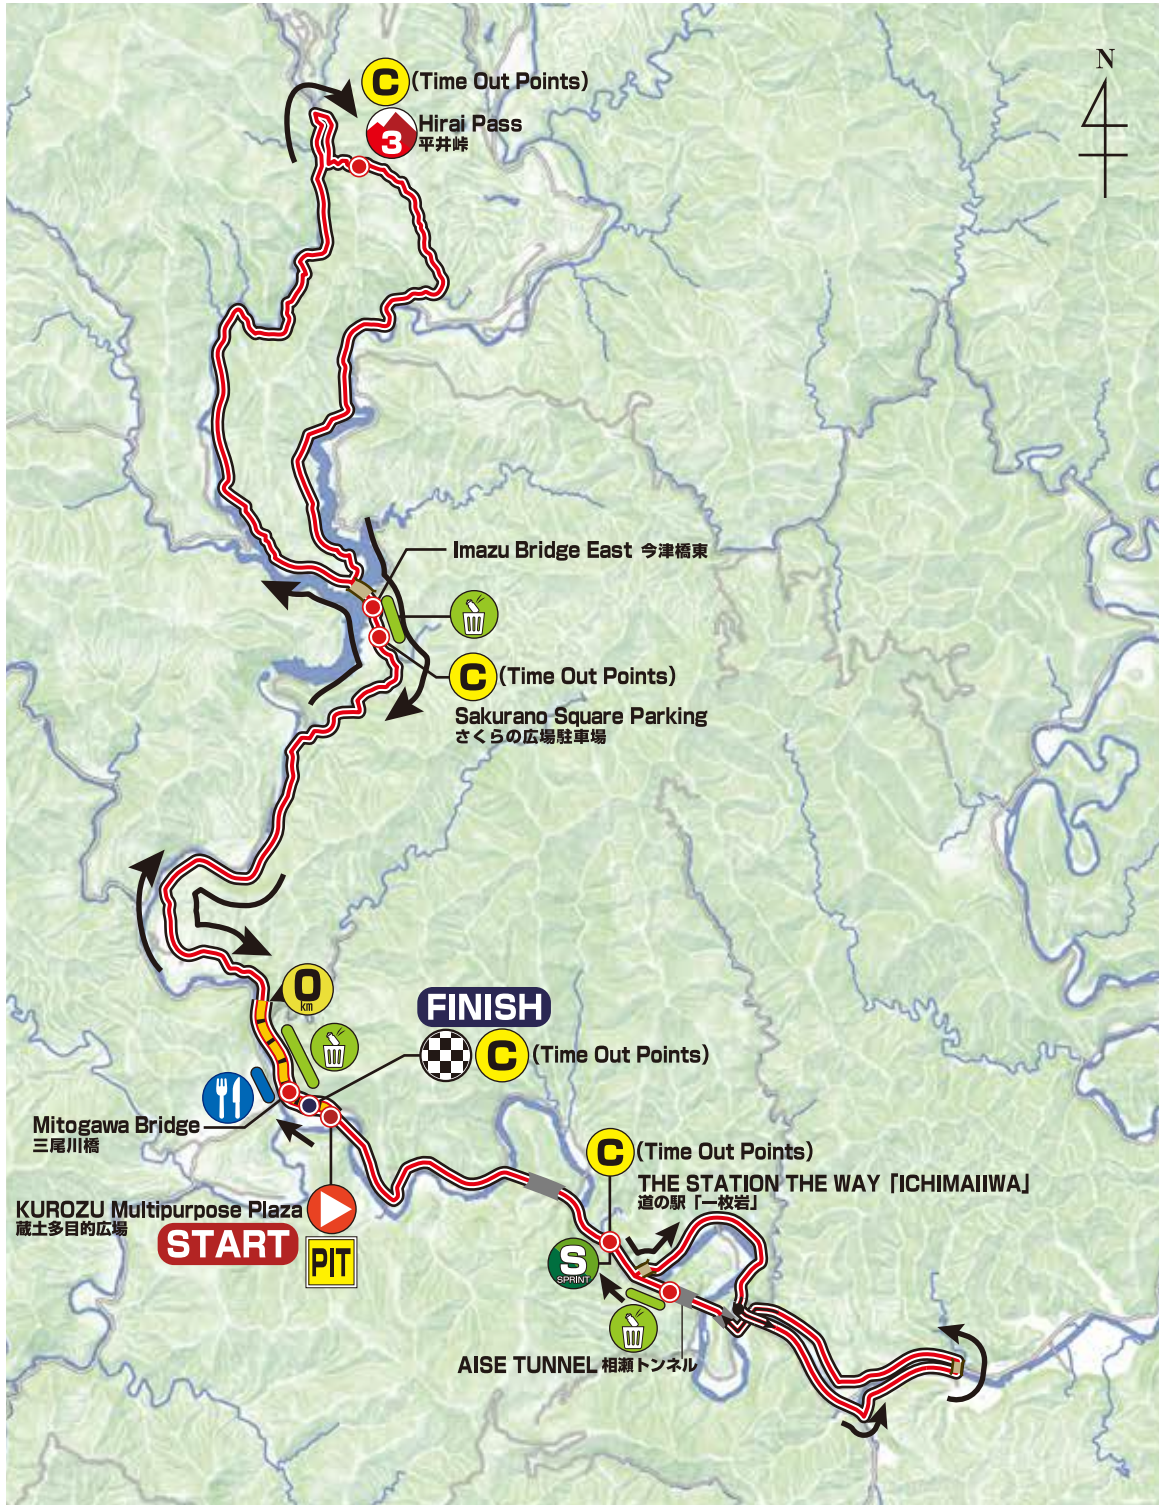 N
C (Time Out Points)
3 Hirai Pass
平井峠
Imazu Bridge East 今津橋東
C (Time Out Points)
Sakurano Square Parking
さくらの広場駐車場
0
km
FINISH
C (Time Out Points)
Mitogawa Bridge
三尾川橋
C (Time Out Points)
THE STATION THE WAY「ICHIMAIIWA」
道の駅「一枚岩」
KUROZU Multipurpose Plaza
蔵土多目的広場
START
PIT
S
SPRINT
AISE TUNNEL 相瀬トンネル